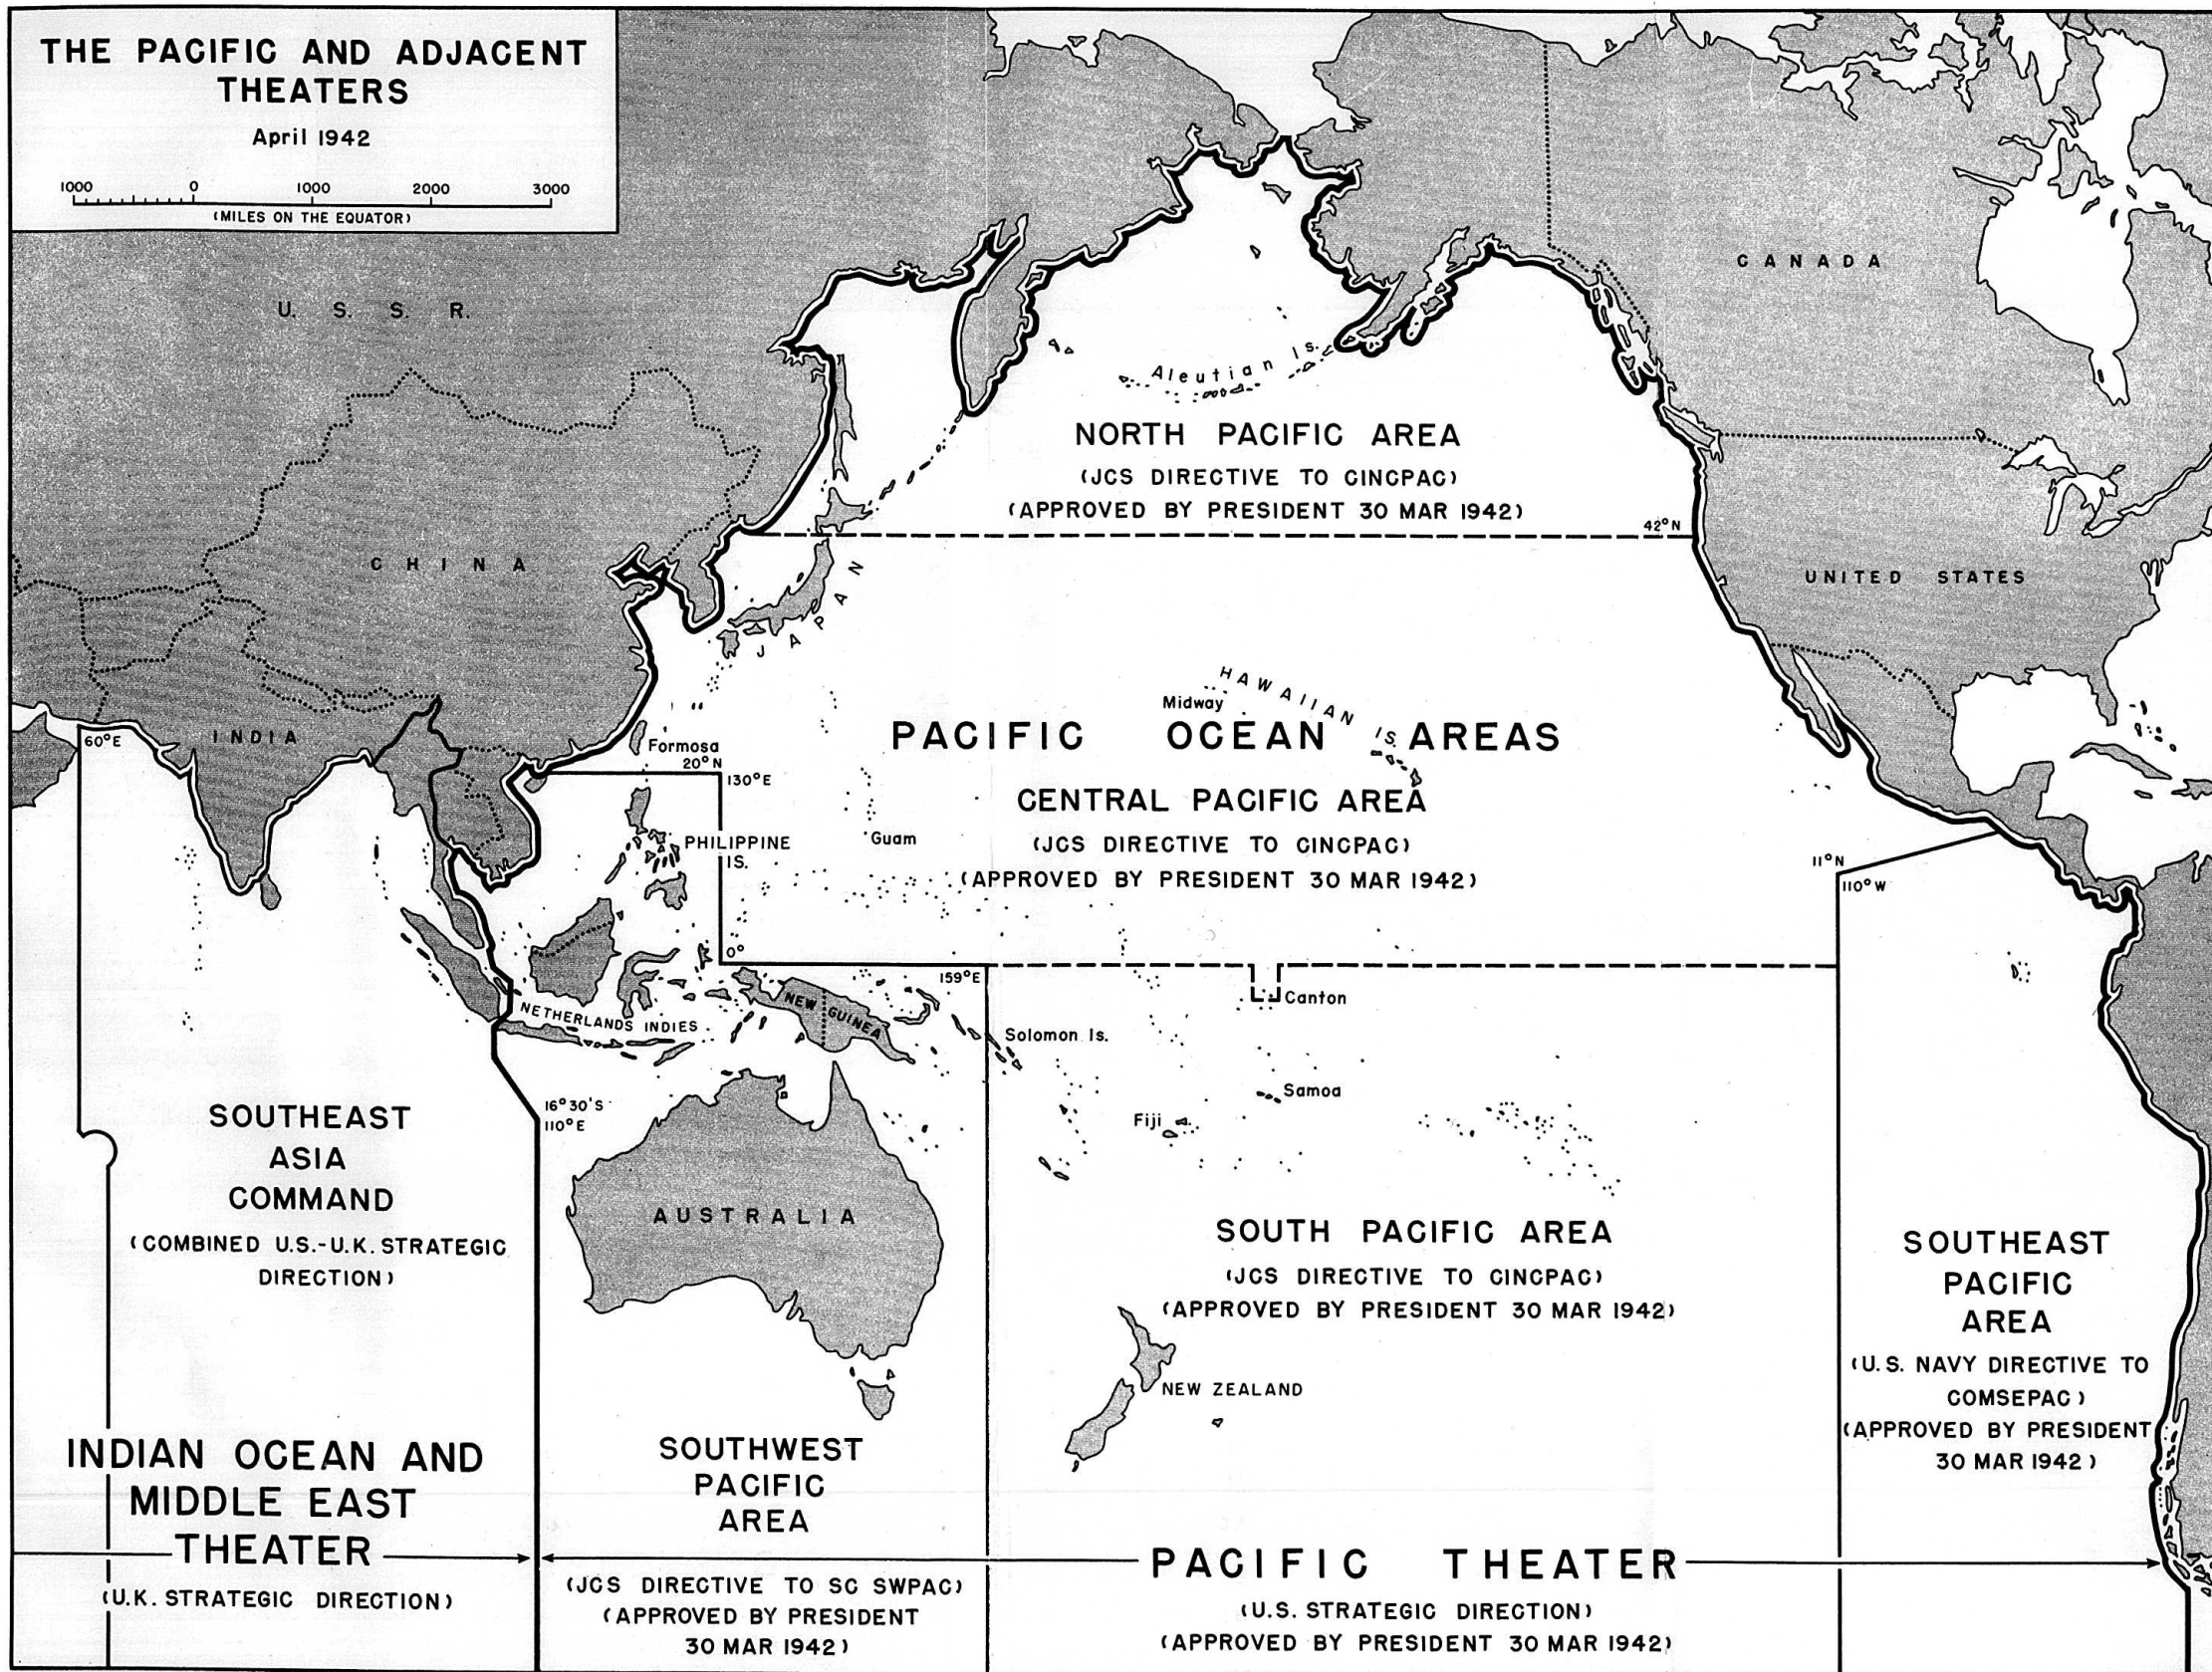 THE PACIFIC AND ADJACENT
THEATERS
April 1942
1000 0 1000 2000 3000
(MILES ON THE EQUATOR)
U. S. S. R.
CANADA
Aleutian Is.
NORTH PACIFIC AREA
(JCS DIRECTIVE TO CINCPAC)
(APPROVED BY PRESIDENT 30 MAR 1942)
42°N
CHINA
JAPAN
UNITED STATES
HAWAIIAN IS.
Midway
60°E
INDIA
PACIFIC OCEAN AREAS
Formosa
20°N
130°E
CENTRAL PACIFIC AREA
(JCS DIRECTIVE TO CINCPAC)
(APPROVED BY PRESIDENT 30 MAR 1942)
Guam
PHILIPPINE
IS.
11°N
110°W
0°
159°E
Canton
NETHERLANDS INDIES
NEW GUINEA
Solomon Is.
Samoa
Fiji
16°30'S
110°E
SOUTHEAST
ASIA
COMMAND
(COMBINED U.S.-U.K. STRATEGIC
DIRECTION)
AUSTRALIA
SOUTH PACIFIC AREA
(JCS DIRECTIVE TO CINCPAC)
(APPROVED BY PRESIDENT 30 MAR 1942)
NEW ZEALAND
SOUTHEAST
PACIFIC
AREA
(U.S. NAVY DIRECTIVE TO
COMSEPAC)
(APPROVED BY PRESIDENT
30 MAR 1942)
INDIAN OCEAN AND
MIDDLE EAST
THEATER
(U.K. STRATEGIC DIRECTION)
SOUTHWEST
PACIFIC
AREA
(JCS DIRECTIVE TO SC SWPAC)
(APPROVED BY PRESIDENT
30 MAR 1942)
PACIFIC THEATER
(U.S. STRATEGIC DIRECTION)
(APPROVED BY PRESIDENT 30 MAR 1942)